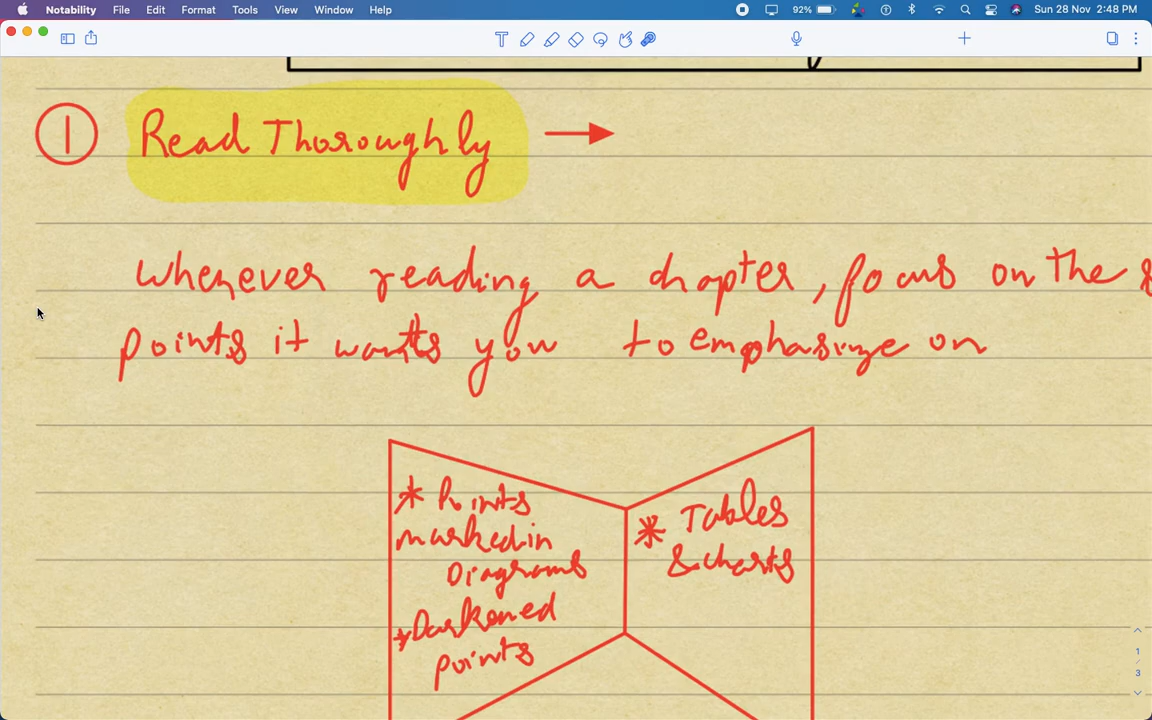 Notability File Edit Format Tools View Window Help 92% Sun 28 Nov 2:48 PM
1 Read Thoroughly →
Whenever reading a chapter, focus on the
points it wants you to emphasize on
* Points
marked in
Diagrams
* Darkened
points
* Tables
& charts
1
/
3